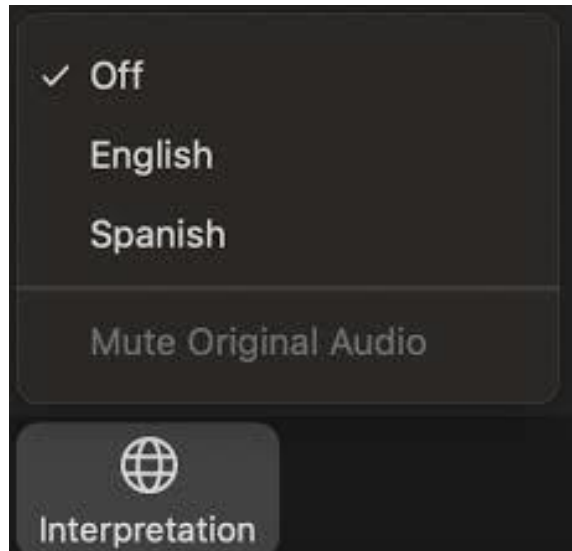 Off
English
Spanish
Mute Original Audio
Interpretation